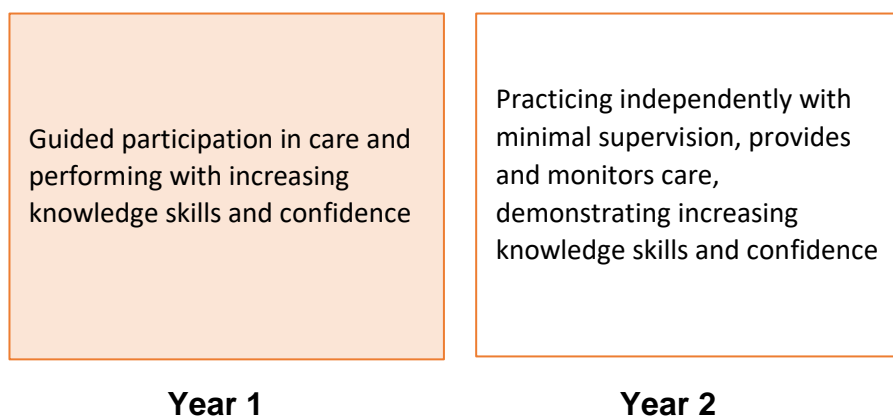 Guided participation in care and
performing with increasing
knowledge skills and confidence
Practicing independently with
minimal supervision, provides
and monitors care,
demonstrating increasing
knowledge skills and confidence
Year 1
Year 2